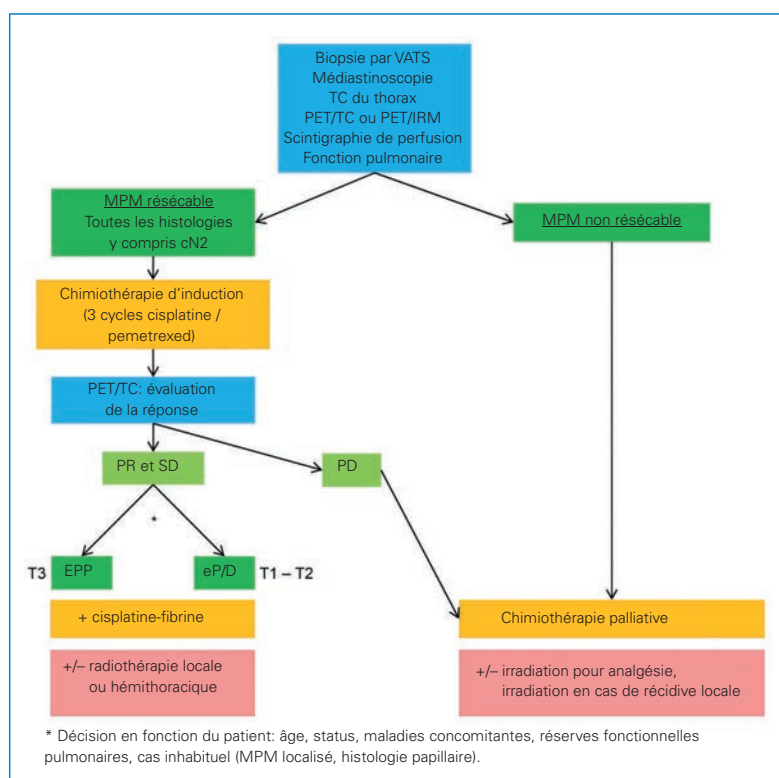 Biopsie par VATS
Médiastinoscopie
TC du thorax
PET/TC ou PET/IRM
Scintigraphie de perfusion
Fonction pulmonaire
MPM résécable
Toutes les histologies
y compris cN2
MPM non résécable
Chimiothérapie d'induction
(3 cycles cisplatine /
pemetrexed)
PET/TC: évaluation
de la réponse
PR et SD
PD
*
T3 EPP
eP/D T1 – T2
+ cisplatine-fibrine
Chimiothérapie palliative
+/– radiothérapie locale
ou hémithoracique
+/– irradiation pour analgésie,
irradiation en cas de récidive locale
* Décision en fonction du patient: âge, status, maladies concomitantes, réserves fonctionnelles
pulmonaires, cas inhabituel (MPM localisé, histologie papillaire).